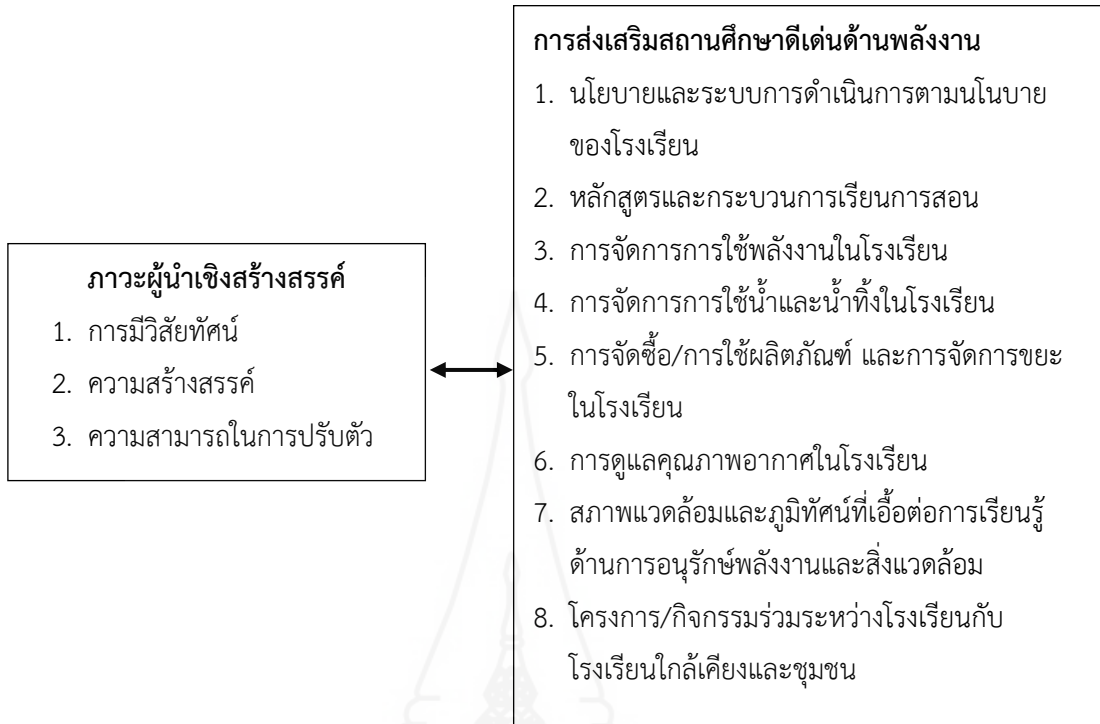 ภาวะผู้นำเชิงสร้างสรรค์
1. การมีวิสัยทัศน์
2. ความสร้างสรรค์
3. ความสามารถในการปรับตัว
การส่งเสริมสถานศึกษาดีเด่นด้านพลังงาน
1. นโยบายและระบบการดำเนินการตามนโนบาย
ของโรงเรียน
2. หลักสูตรและกระบวนการเรียนการสอน
3. การจัดการการใช้พลังงานในโรงเรียน
4. การจัดการการใช้น้ำและน้ำทิ้งในโรงเรียน
5. การจัดซื้อ/การใช้ผลิตภัณฑ์ และการจัดการขยะ
ในโรงเรียน
6. การดูแลคุณภาพอากาศในโรงเรียน
7. สภาพแวดล้อมและภูมิทัศน์ที่เอื้อต่อการเรียนรู้
ด้านการอนุรักษ์พลังงานและสิ่งแวดล้อม
8. โครงการ/กิจกรรมร่วมระหว่างโรงเรียนกับ
โรงเรียนใกล้เคียงและชุมชน